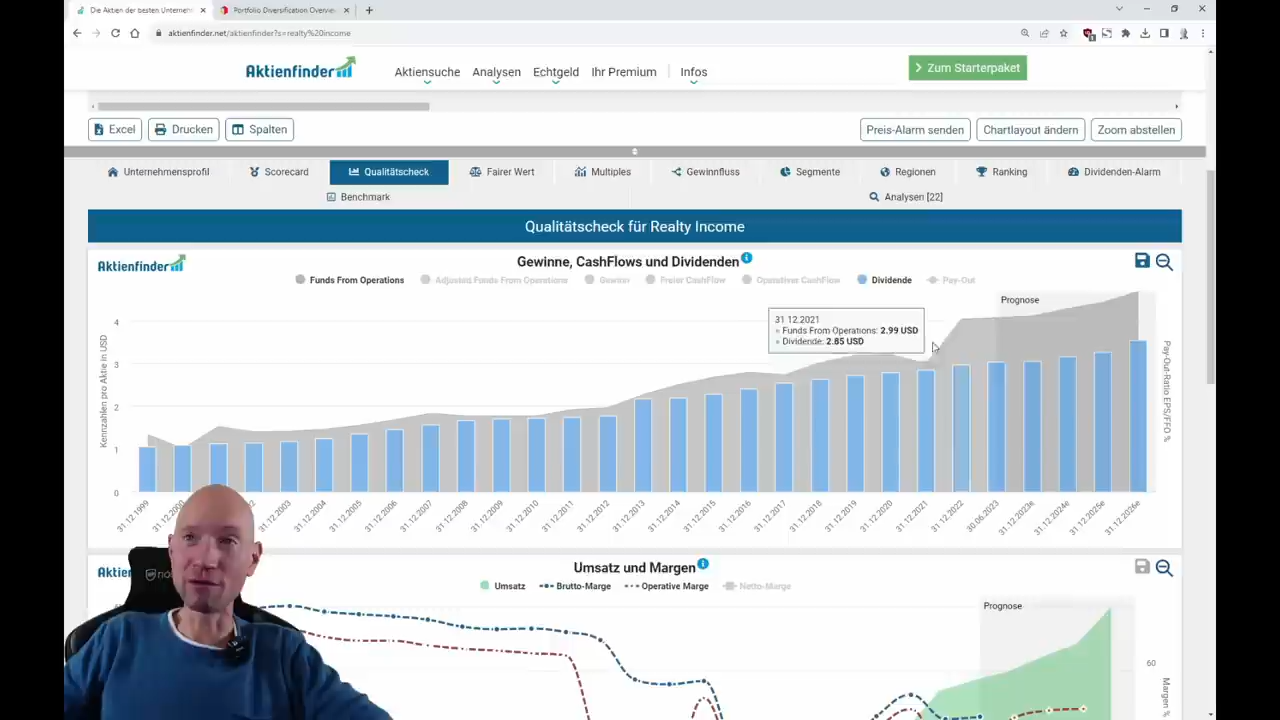 Die Aktien der besten Unterneh
Portfolio Diversification Overvie
aktienfinder.net/aktienfinder?s=realty%20income
Aktienfinder
Aktiensuche
Analysen
Echtgeld
Ihr Premium
Infos
Zum Starterpaket
Excel
Drucken
Spalten
Preis-Alarm senden
Chartlayout ändern
Zoom abstellen
Unternehmensprofil
Scorecard
Qualitätscheck
Fairer Wert
Multiples
Gewinnfluss
Segmente
Regionen
Ranking
Dividenden-Alarm
Benchmark
Analysen [22]
Qualitätscheck für Realty Income
Aktienfinder
Gewinne, CashFlows und Dividenden
Funds From Operations
Adjusted Funds From Operations
Gewinn
Freier CashFlow
Operativer CashFlow
Dividende
Pay-Out
Prognose
31.12.2021
Funds From Operations: 2.99 USD
Dividende: 2.85 USD
Kennzahlen pro Aktie in USD
4
3
2
1
0
Pay-Out-Ratio EPS/FFO %
31.12.1999
31.12.2003
31.12.2004
31.12.2005
31.12.2006
31.12.2007
31.12.2008
31.12.2009
31.12.2010
31.12.2011
31.12.2012
31.12.2013
31.12.2014
31.12.2015
31.12.2016
31.12.2017
31.12.2018
31.12.2019
31.12.2020
31.12.2021
31.12.2022
30.06.2023
31.12.2023e
31.12.2024e
31.12.2025e
31.12.2026e
Aktien
Umsatz und Margen
Umsatz
Brutto-Marge
Operative Marge
Netto-Marge
Prognose
60
Margen %